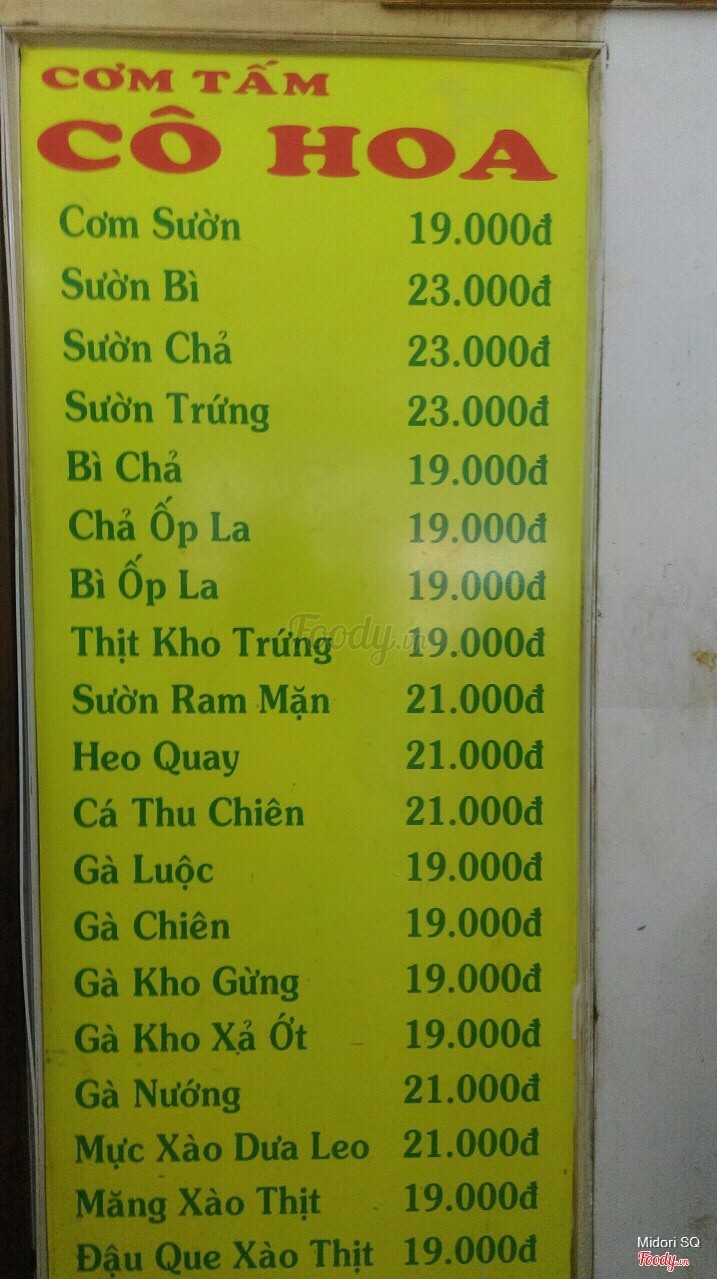 CƠM TẤM
CÔ HOA
Cơm Sườn 19.000đ
Sườn Bì 23.000đ
Sườn Chả 23.000đ
Sườn Trứng 23.000đ
Bì Chả 19.000đ
Chả Ốp La 19.000đ
Bì Ốp La 19.000đ
Thịt Kho Trứng 19.000đ
Foody.vn
Sườn Ram Mặn 21.000đ
Heo Quay 21.000đ
Cá Thu Chiên 21.000đ
Gà Luộc 19.000đ
Gà Chiên 19.000đ
Gà Kho Gừng 19.000đ
Gà Kho Xả Ớt 19.000đ
Gà Nướng 21.000đ
Mực Xào Dưa Leo 21.000đ
Măng Xào Thịt 19.000đ
Đậu Que Xào Thịt 19.000đ
Midori SQ
Foody.vn